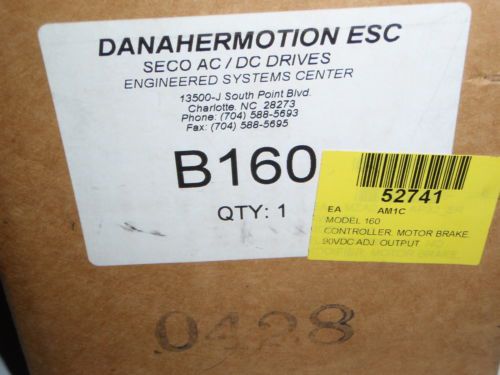 DANAHERMOTION ESC
SECO AC / DC DRIVES
ENGINEERED SYSTEMS CENTER
13500-J South Point Blvd.
Charlotte, NC 28273
Phone: (704) 588-5693
Fax: (704) 588-5695
B160
QTY: 1
52741
EA AM1C
MODEL 160
CONTROLLER, MOTOR BRAKE,
90VDC ADJ. OUTPUT
0428